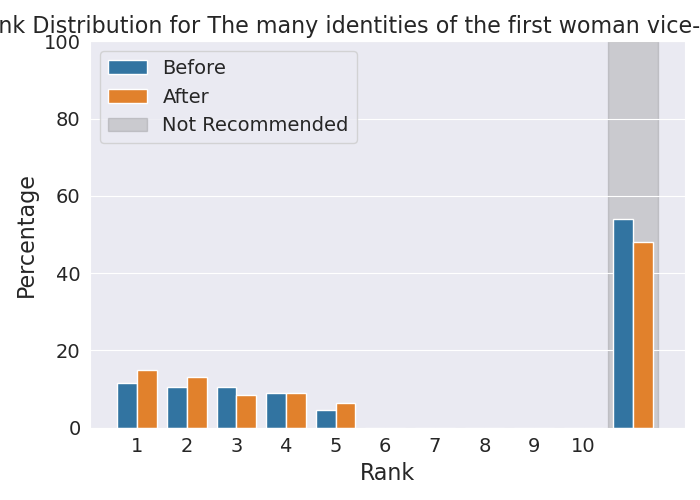 nk Distribution for The many identities of the first woman vice-
100
80
60
40
20
0
Percentage
Before
After
Not Recommended
1 2 3 4 5 6 7 8 9 10
Rank